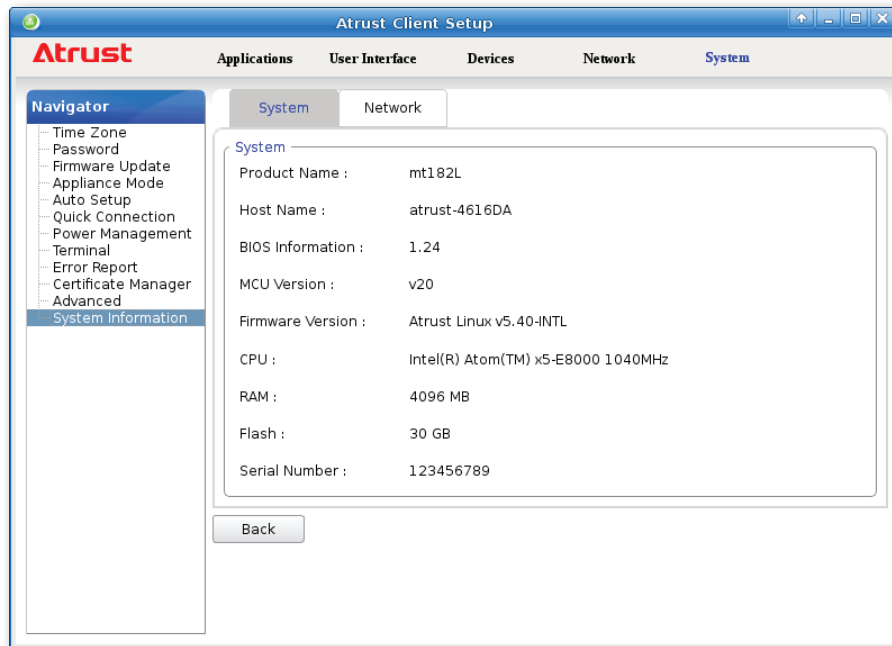 Atrust Client Setup
Atrust
Applications User Interface Devices Network System
Navigator
Time Zone
Password
Firmware Update
Appliance Mode
Auto Setup
Quick Connection
Power Management
Terminal
Error Report
Certificate Manager
Advanced
System Information
System Network
System
Product Name : mt182L
Host Name : atrust-4616DA
BIOS Information : 1.24
MCU Version : v20
Firmware Version : Atrust Linux v5.40-INTL
CPU : Intel(R) Atom(TM) x5-E8000 1040MHz
RAM : 4096 MB
Flash : 30 GB
Serial Number : 123456789
Back